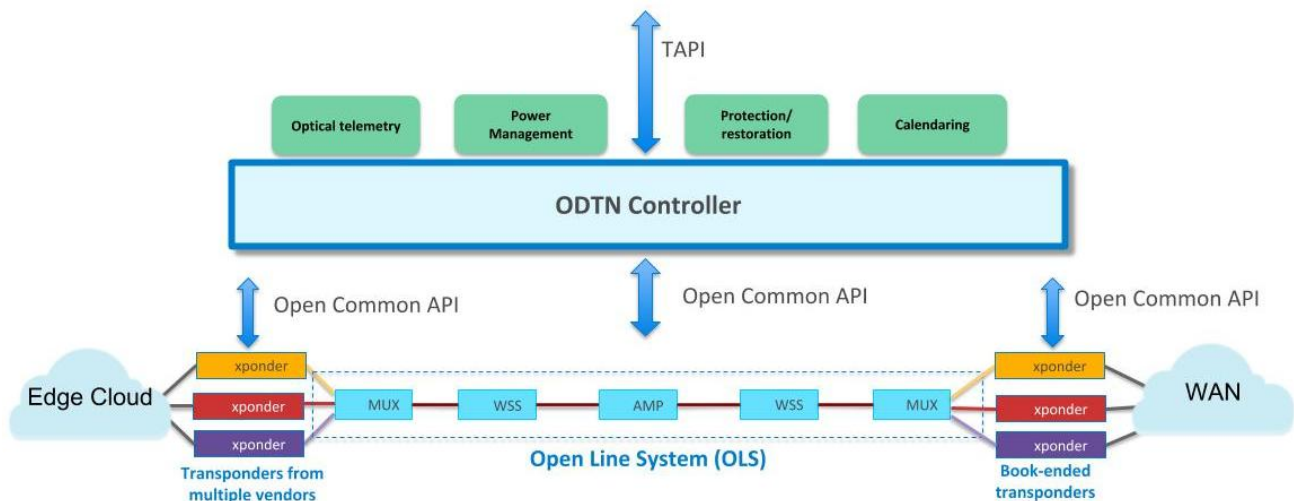 TAPI
Optical telemetry
Power
Management
Protection/
restoration
Calendaring
ODTN Controller
Open Common API
Open Common API
Open Common API
Edge Cloud
xponder
xponder
xponder
MUX
WSS
AMP
WSS
MUX
xponder
xponder
xponder
WAN
Transponders from
multiple vendors
Open Line System (OLS)
Book-ended
transponders